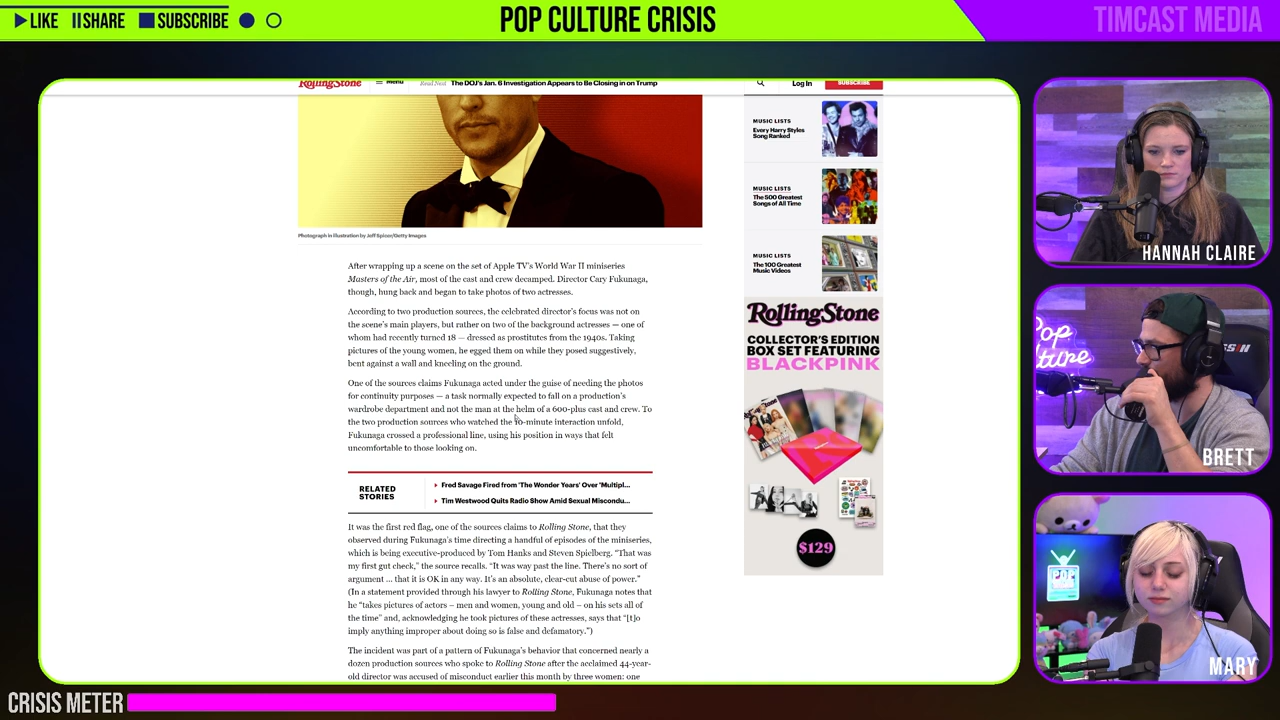 LIKE SHARE SUBSCRIBE
POP CULTURE CRISIS
TIMCAST MEDIA
RollingStone
Menu
Read Next The DOJ's Jan. 6 Investigation Appears to Be Closing in on Trump
Log In
SUBSCRIBE
Photograph in illustration by Jeff Spicer/Getty Images
After wrapping up a scene on the set of Apple TV's World War II miniseries
Masters of the Air, most of the cast and crew decamped. Director Cary Fukunaga,
though, hung back and began to take photos of two actresses.
According to two production sources, the celebrated director's focus was not on
the scene's main players, but rather on two of the background actresses — one of
whom had recently turned 18 — dressed as prostitutes from the 1940s. Taking
pictures of the young women, he egged them on while they posed suggestively,
bent against a wall and kneeling on the ground.
One of the sources claims Fukunaga acted under the guise of needing the photos
for continuity purposes — a task normally expected to fall on a production's
wardrobe department and not the man at the helm of a 600-plus cast and crew. To
the two production sources who watched the 10-minute interaction unfold,
Fukunaga crossed a professional line, using his position in ways that felt
uncomfortable to those looking on.
RELATED
STORIES
Fred Savage Fired from 'The Wonder Years' Over 'Multipl...
Tim Westwood Quits Radio Show Amid Sexual Miscondu...
It was the first red flag, one of the sources claims to Rolling Stone, that they
observed during Fukunaga's time directing a handful of episodes of the miniseries,
which is being executive-produced by Tom Hanks and Steven Spielberg. "That was
my first gut check," the source recalls. "It was way past the line. There's no sort of
argument ... that it is OK in any way. It's an absolute, clear-cut abuse of power."
(In a statement provided through his lawyer to Rolling Stone, Fukunaga notes that
he "takes pictures of actors – men and women, young and old – on his sets all of
the time" and, acknowledging he took pictures of these actresses, says that "[t]o
imply anything improper about doing so is false and defamatory.")
The incident was part of a pattern of Fukunaga's behavior that concerned nearly a
dozen production sources who spoke to Rolling Stone after the acclaimed 44-year-
old director was accused of misconduct earlier this month by three women: one
MUSIC LISTS
Every Harry Styles
Song Ranked
MUSIC LISTS
The 500 Greatest
Songs of All Time
MUSIC LISTS
The 100 Greatest
Music Videos
RollingStone
COLLECTOR'S EDITION
BOX SET FEATURING
BLACKPINK
$129
HANNAH CLAIRE
Pop
Culture
BRETT
POP
MARY
CRISIS METER